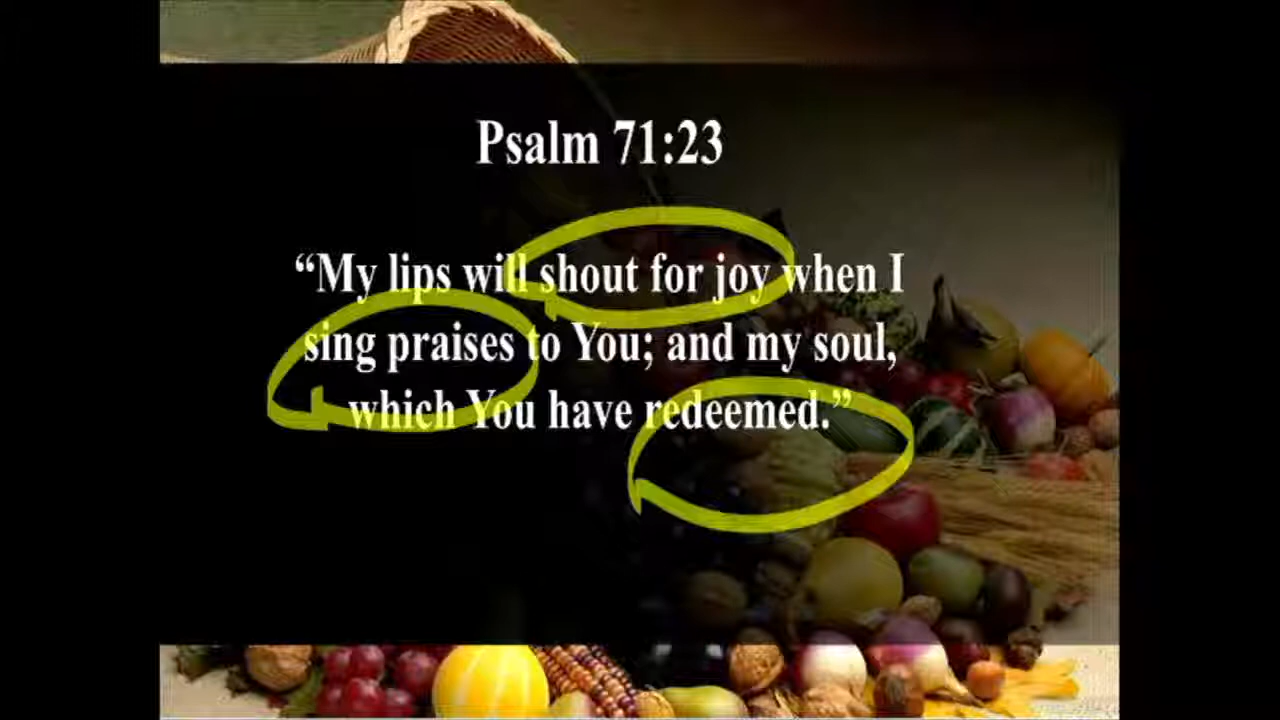 Psalm 71:23
“My lips will shout for joy when I
sing praises to You; and my soul,
which You have redeemed.”